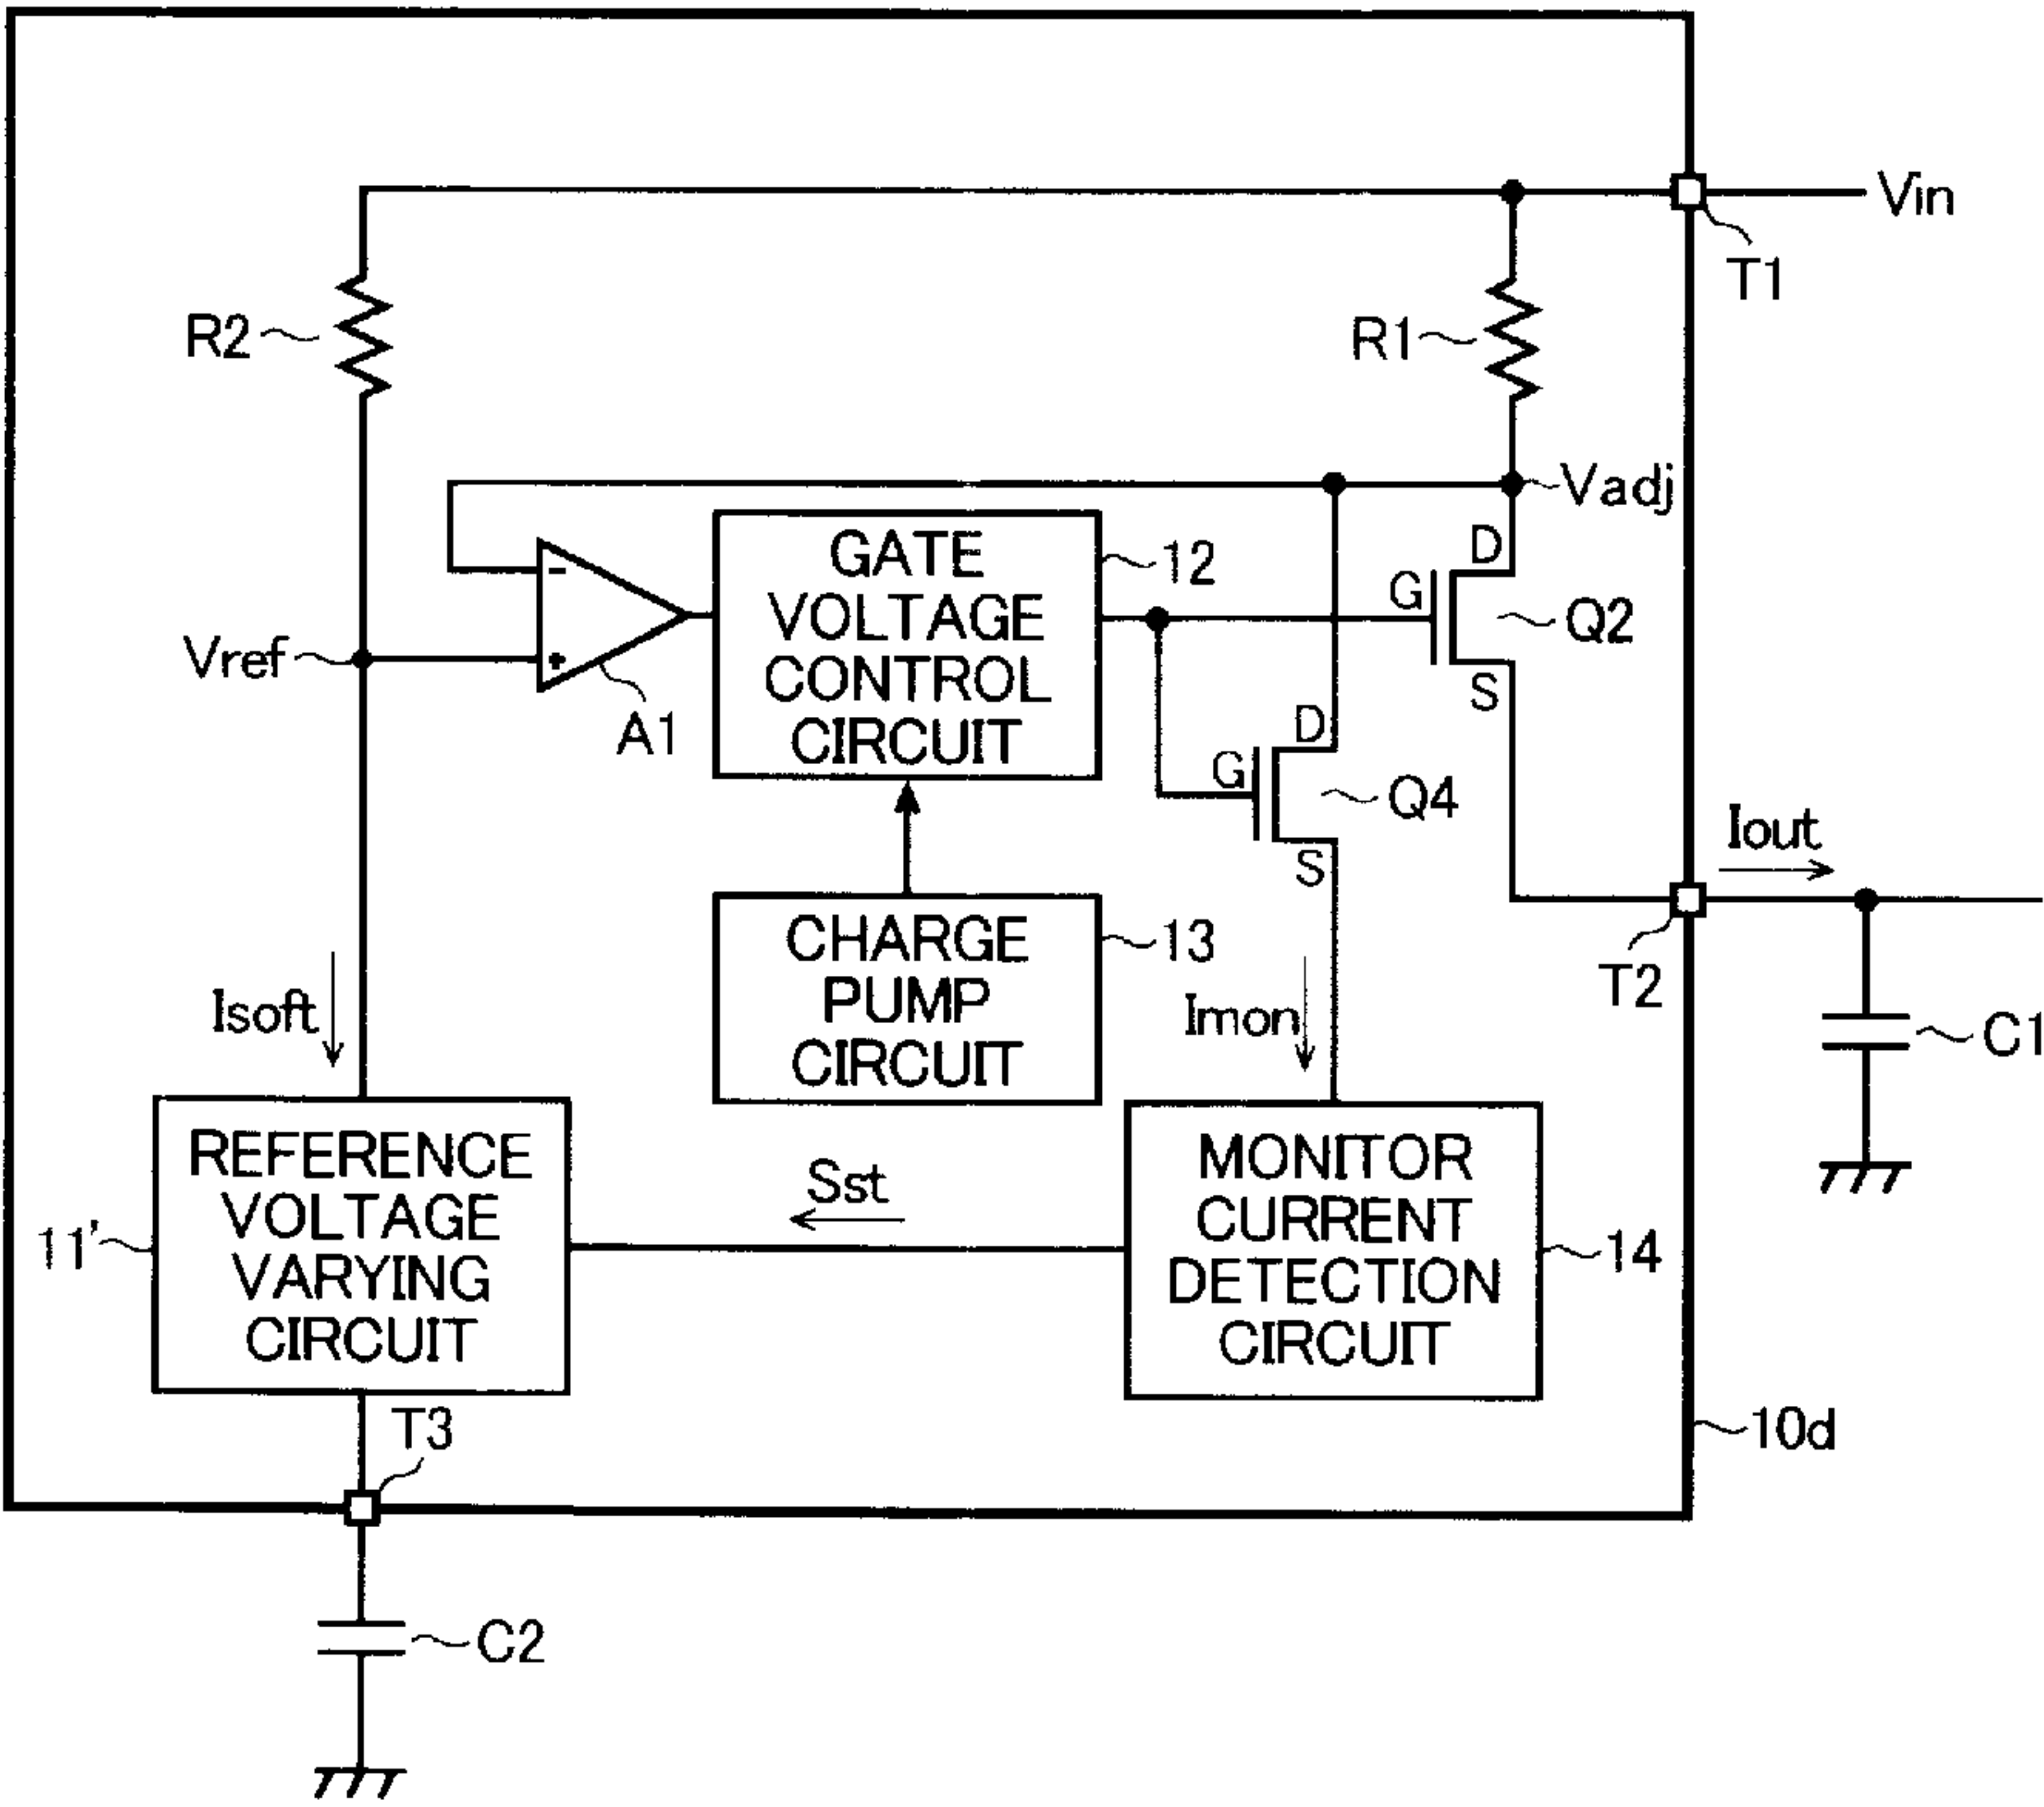 Vin
T1
R2
R1
Vadj
D
GATE
VOLTAGE
CONTROL
CIRCUIT
12
G
Q2
-
Vref
+
S
A1
D
G
Q4
Iout
S
CHARGE
PUMP
CIRCUIT
13
T2
Isoft
Imon
C1
REFERENCE
VOLTAGE
VARYING
CIRCUIT
11'
Sst
MONITOR
CURRENT
DETECTION
CIRCUIT
14
T3
10d
C2